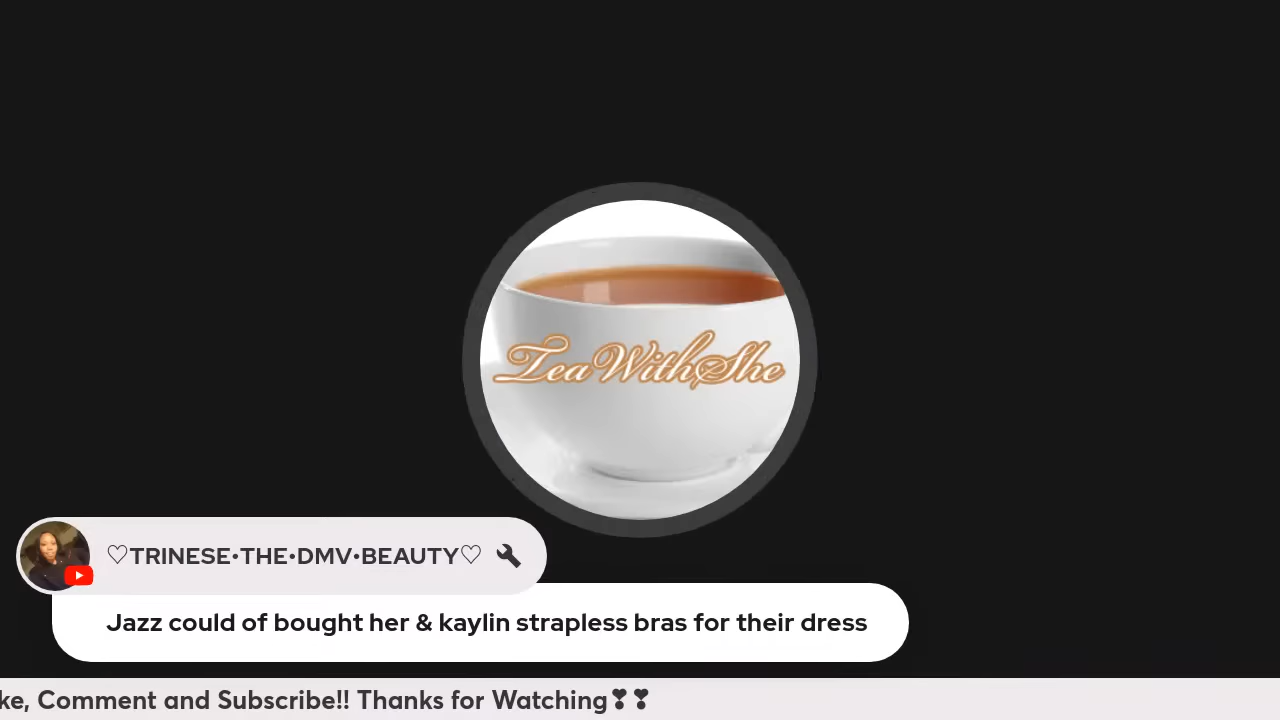 TeaWithShe
♡TRINESE•THE•DMV•BEAUTY♡
Jazz could of bought her & kaylin strapless bras for their dress
ke, Comment and Subscribe!! Thanks for Watching❣❣